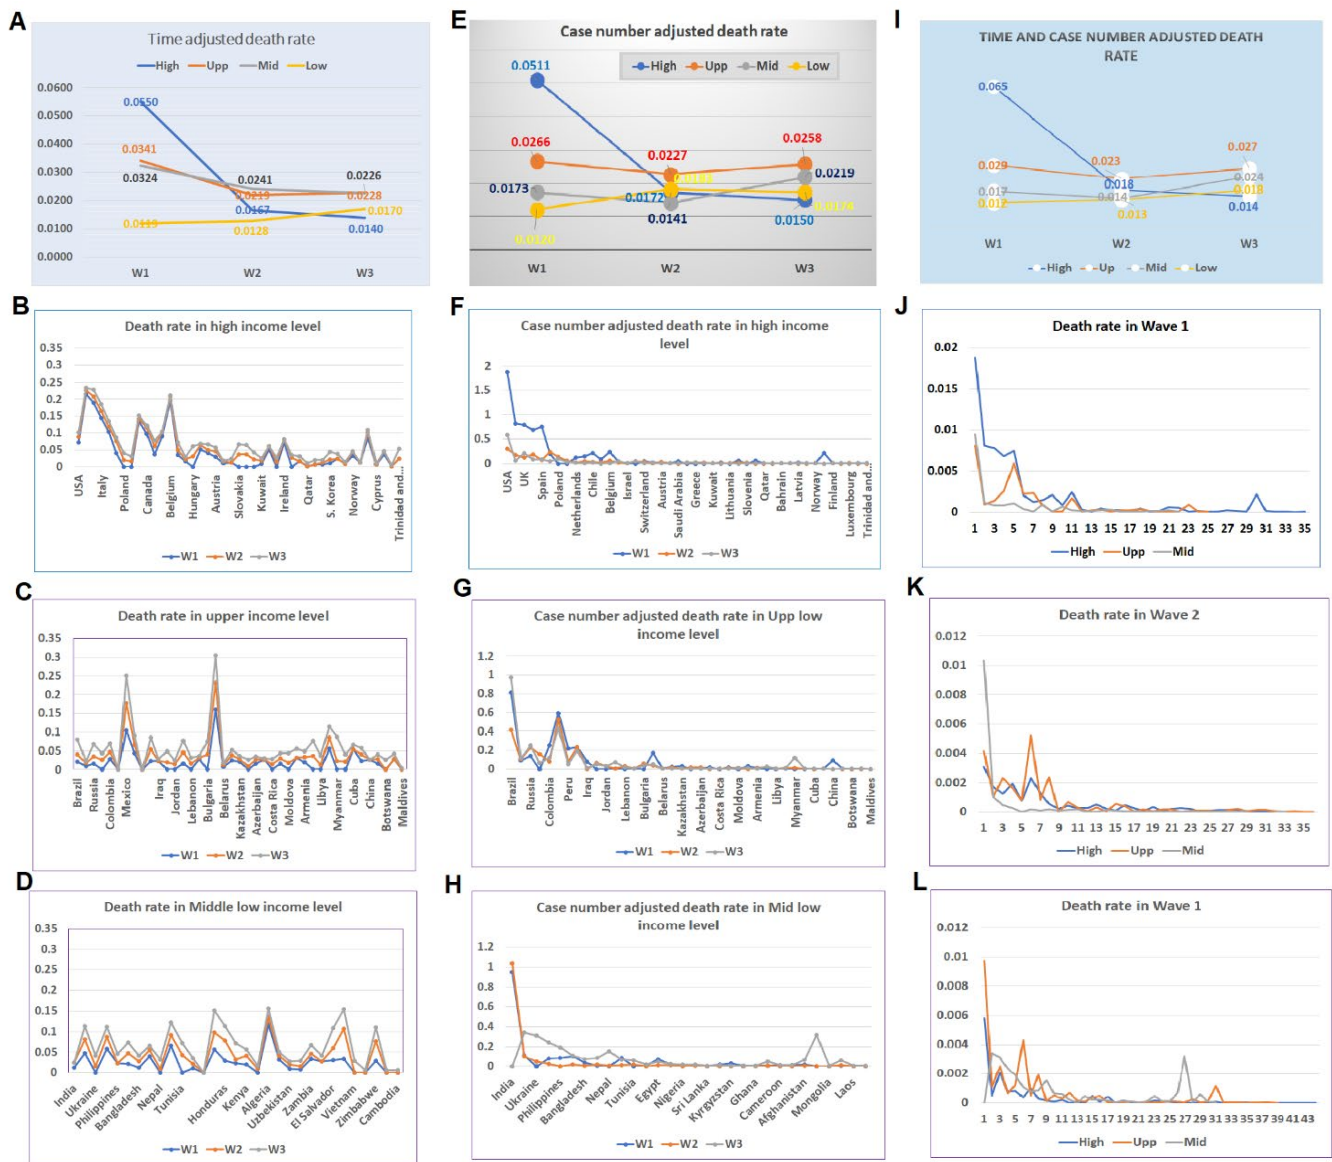 A
Time adjusted death rate
High Upp Mid Low
0.0600
0.0500
0.0400
0.0300
0.0200
0.0100
0.0000
0.0550
0.0341
0.0324
0.0241
0.0219
0.0167
0.0128
0.0226
0.0228
0.0170
0.0140
W1 W2 W3
E
Case number adjusted death rate
High Upp Mid Low
0.0511
0.0266
0.0173
0.0120
0.0227
0.0172
0.0141
0.0258
0.0219
0.0176
0.0150
W1 W2 W3
I
TIME AND CASE NUMBER ADJUSTED DEATH
RATE
0.065
0.029
0.017
0.012
0.023
0.018
0.014
0.013
0.027
0.024
0.018
0.014
W1 W2 W3
High Up Mid Low
B
Death rate in high income level
0.35
0.3
0.25
0.2
0.15
0.1
0.05
0
USA Italy Poland Canada Belgium Hungary Austria Slovakia Kuwait Ireland Qatar S. Korea Norway Cyprus Trinidad and...
W1 W2 W3
F
Case number adjusted death rate in high income
level
2
1.5
1
0.5
0
USA UK Spain Poland Netherlands Chile Belgium Israel Switzerland Austria Saudi Arabia Greece Kuwait Lithuania Slovenia Qatar Bahrain Latvia Norway Finland Luxembourg Trinidad and...
W1 W2 W3
J
Death rate in Wave 1
0.02
0.015
0.01
0.005
0
1 3 5 7 9 11 13 15 17 19 21 23 25 27 29 31 33 35
High Upp Mid
C
Death rate in upper income level
0.35
0.3
0.25
0.2
0.15
0.1
0.05
0
Brazil Russia Colombia Mexico Iraq Jordan Lebanon Bulgaria Belarus Kazakhstan Azerbaijan Costa Rica Moldova Armenia Libya Myanmar Cuba China Botswana Maldives
W1 W2 W3
G
Case number adjusted death rate in Upp low
income level
1.2
1
0.8
0.6
0.4
0.2
0
Brazil Russia Colombia Peru Iraq Jordan Lebanon Bulgaria Belarus Kazakhstan Azerbaijan Costa Rica Moldova Armenia Libya Myanmar Cuba China Botswana Maldives
W1 W2 W3
K
Death rate in Wave 2
0.012
0.01
0.008
0.006
0.004
0.002
0
1 3 5 7 9 11 13 15 17 19 21 23 25 27 29 31 33 35
High Upp Mid
D
Death rate in Middle low income level
0.35
0.3
0.25
0.2
0.15
0.1
0.05
0
India Ukraine Philippines Bangladesh Nepal Tunisia Honduras Kenya Algeria Uzbekistan Zambia El Salvador Vietnam Zimbabwe Cambodia
W1 W2 W3
H
Case number adjusted death rate in Mid low
income level
1.2
1
0.8
0.6
0.4
0.2
0
India Ukraine Philippines Bangladesh Nepal Tunisia Egypt Nigeria Sri Lanka Kyrgyzstan Ghana Cameroon Afghanistan Mongolia Laos
W1 W2 W3
L
Death rate in Wave 1
0.012
0.01
0.008
0.006
0.004
0.002
0
1 3 5 7 9 11 13 15 17 19 21 23 25 27 29 31 33 35 37 39 41 43
High Upp Mid